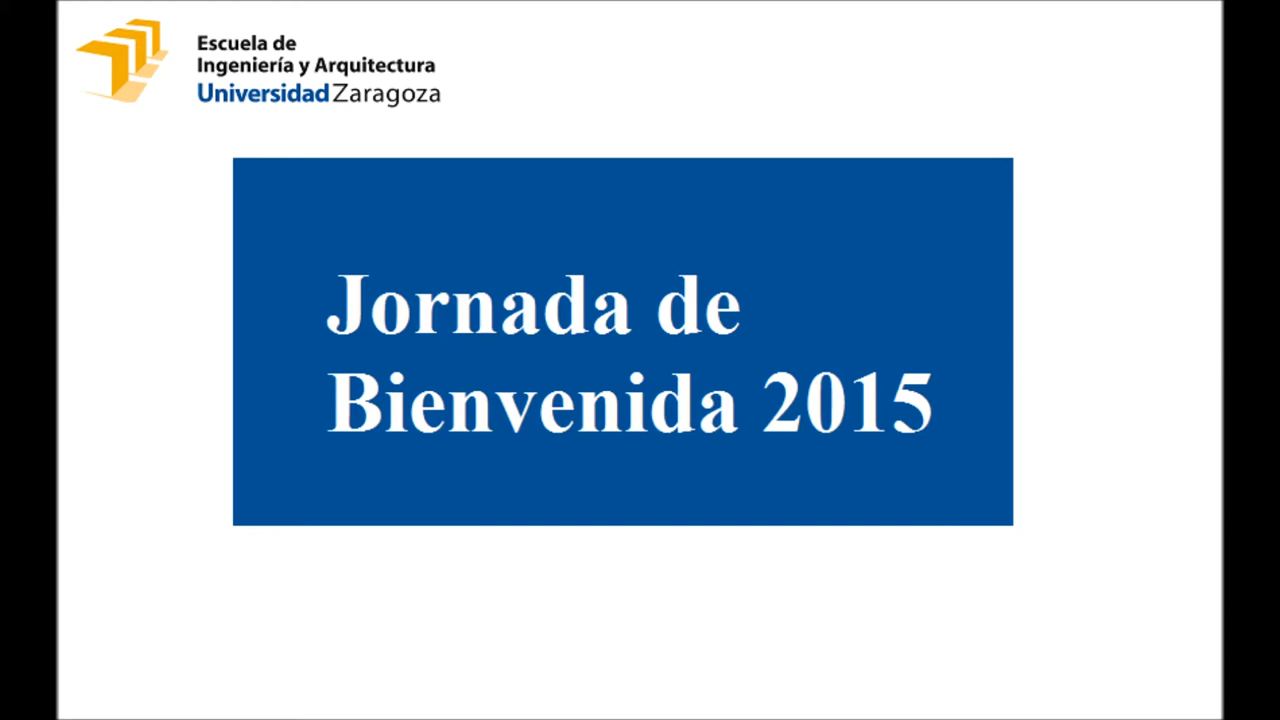 Escuela de
Ingeniería y Arquitectura
Universidad Zaragoza
Jornada de
Bienvenida 2015